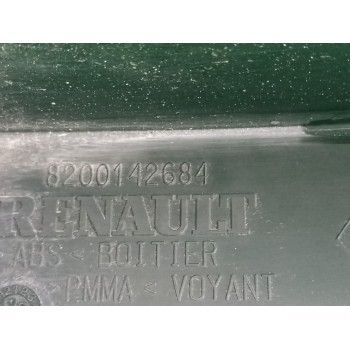 8200142684
RENAULT
>ABS< BOITIER
>PMMA< VOYANT